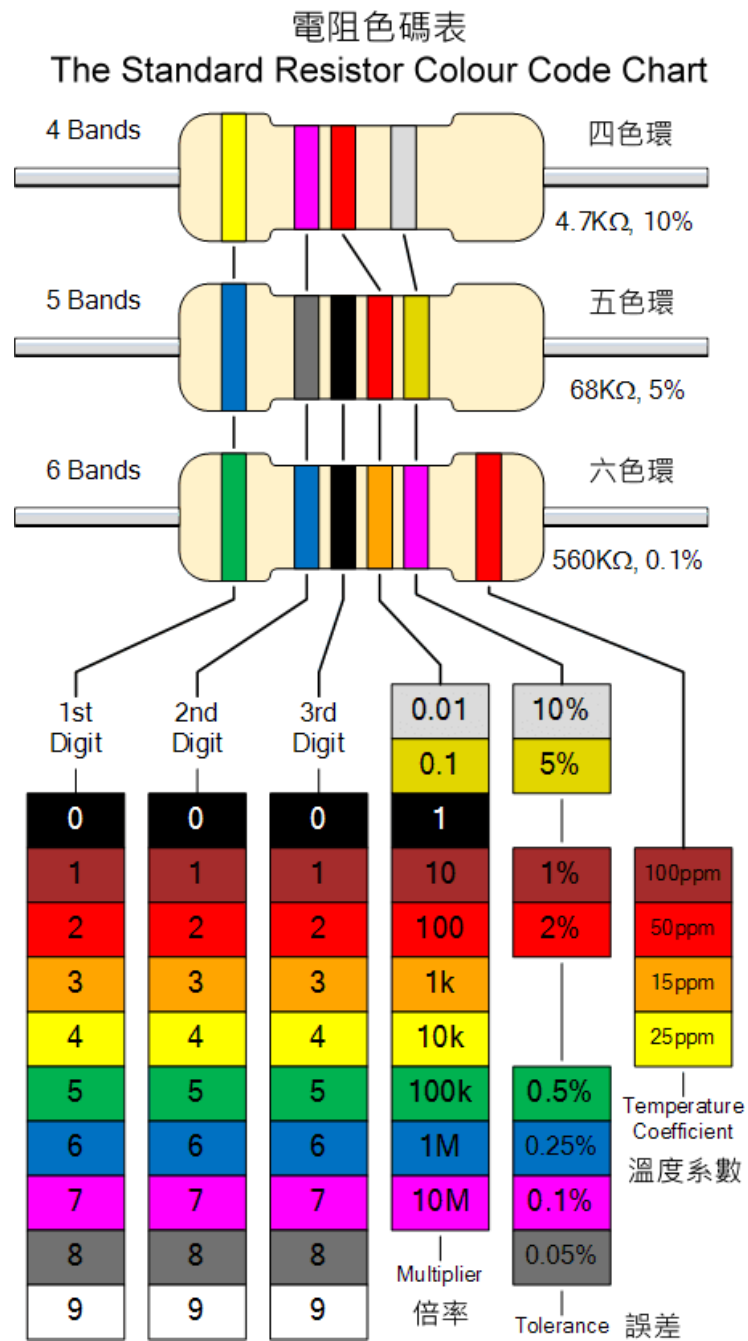 電阻色碼表
The Standard Resistor Colour Code Chart
4 Bands
四色環
4.7KΩ, 10%
5 Bands
五色環
68KΩ, 5%
6 Bands
六色環
560KΩ, 0.1%
1st
Digit
2nd
Digit
3rd
Digit
0.01 10%
0.1 5%
0 0 0 1
1 1 1 10 1% 100ppm
2 2 2 100 2% 50ppm
3 3 3 1k 15ppm
4 4 4 10k 25ppm
5 5 5 100k 0.5%
6 6 6 1M 0.25%
7 7 7 10M 0.1%
8 8 8 0.05%
9 9 9
Temperature
Coefficient
溫度系數
Multiplier
倍率
Tolerance 誤差